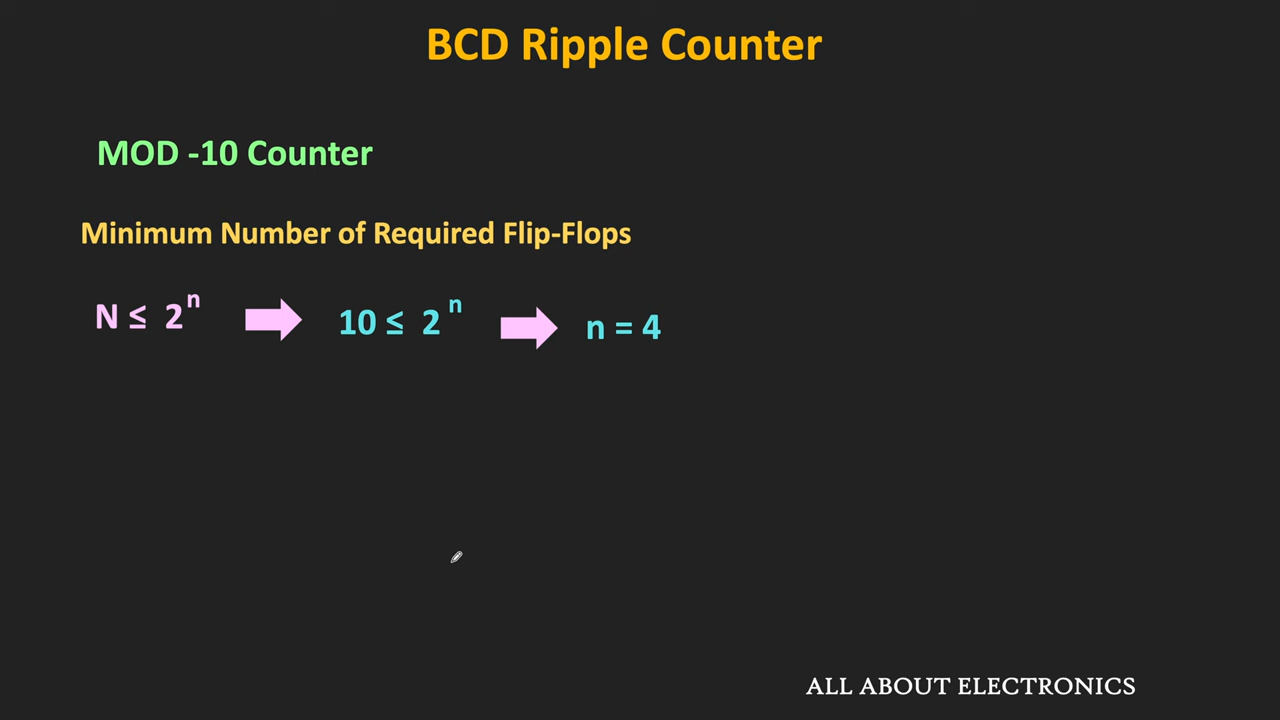 BCD Ripple Counter
MOD -10 Counter
Minimum Number of Required Flip-Flops
N ≤ 2ⁿ 10 ≤ 2ⁿ n = 4
ALL ABOUT ELECTRONICS